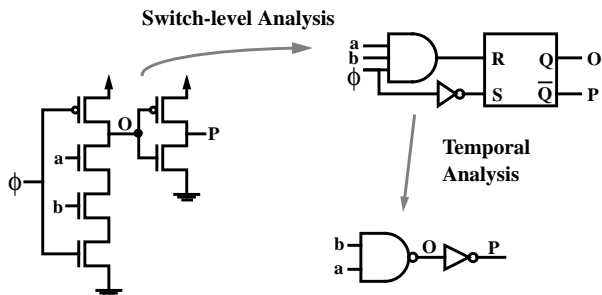 Switch-level Analysis
a
b
ϕ
R
Q
O
S
Q̅
P
O
P
a
ϕ
b
Temporal
Analysis
b
a
O
P